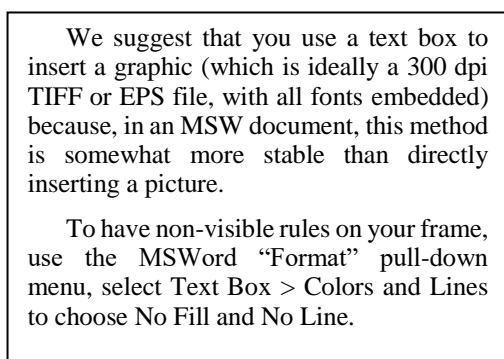 We suggest that you use a text box to
insert a graphic (which is ideally a 300 dpi
TIFF or EPS file, with all fonts embedded)
because, in an MSW document, this method
is somewhat more stable than directly
inserting a picture.
To have non-visible rules on your frame,
use the MSWord “Format” pull-down
menu, select Text Box > Colors and Lines
to choose No Fill and No Line.